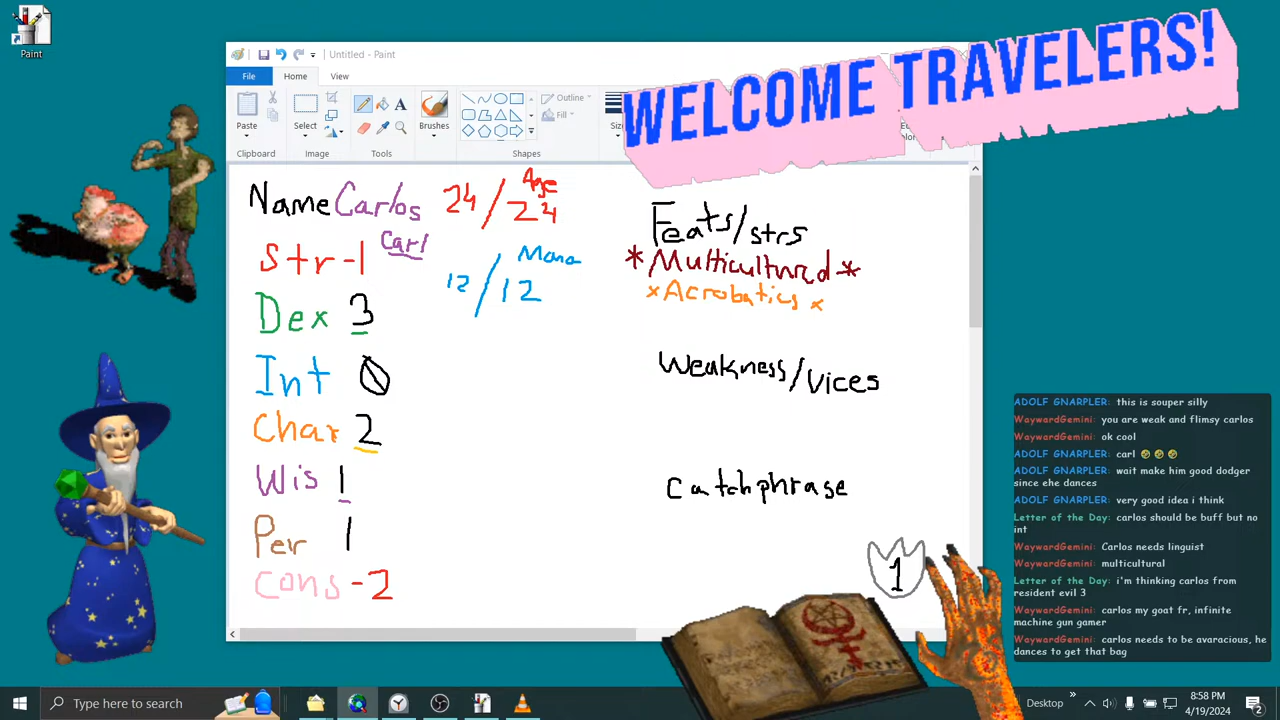 Paint
Untitled - Paint
WELCOME TRAVELERS!
File
Home
View
Paste
Select
Brushes
Outline
Fill
Clipboard
Image
Tools
Shapes
Name Carlos
Carl
24/24
Age
12/12
Mana
Str -1
Dex 3
Int 0
Char 2
Wis 1
Per 1
Cons -2
Feats/strs
*Multicultural*
×Acrobatics×
Weakness/Vices
Catchphrase
1
ADOLF GNARPLER: this is souper silly
WaywardGemini: you are weak and flimsy carlos
WaywardGemini: ok cool
ADOLF GNARPLER: carl
ADOLF GNARPLER: wait make him good dodger
since ehe dances
ADOLF GNARPLER: very good idea i think
Letter of the Day: carlos should be buff but no
int
WaywardGemini: Carlos needs linguist
WaywardGemini: multicultural
Letter of the Day: i'm thinking carlos from
resident evil 3
WaywardGemini: carlos my goat fr, infinite
machine gun gamer
WaywardGemini: carlos needs to be avaracious, he
dances to get that bag
Type here to search
Desktop
8:58 PM
4/19/2024
2